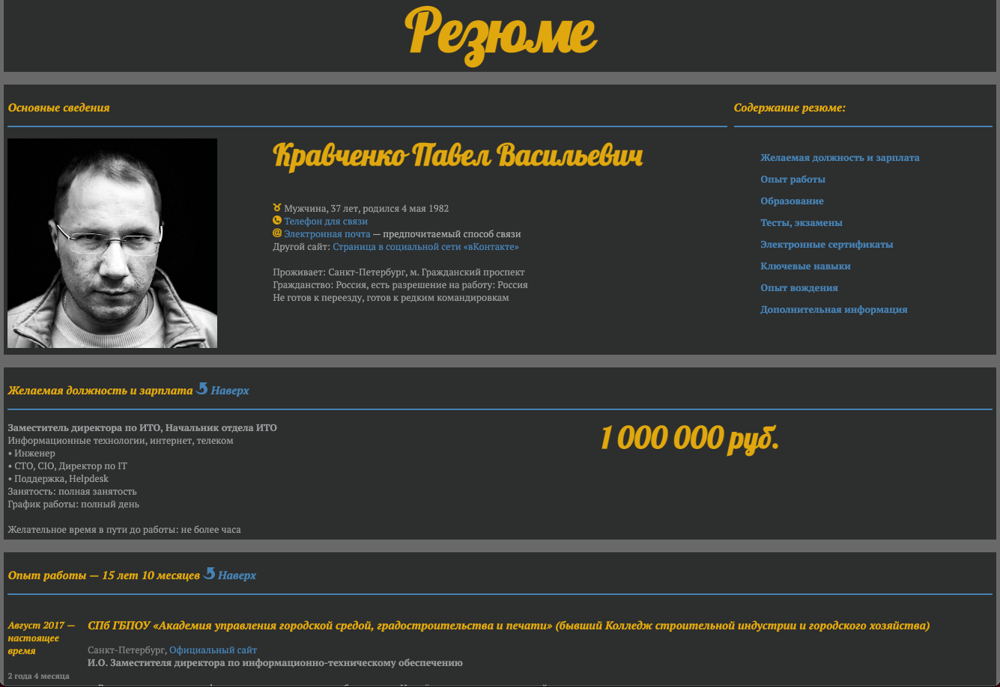 Резюме
Основные сведения
Содержание резюме:
Кравченко Павел Васильевич
Мужчина, 37 лет, родился 4 мая 1982
Телефон для связи
Электронная почта — предпочитаемый способ связи
Другой сайт: Страница в социальной сети «вКонтакте»
Проживает: Санкт-Петербург, м. Гражданский проспект
Гражданство: Россия, есть разрешение на работу: Россия
Не готов к переезду, готов к редким командировкам
Желаемая должность и зарплата
Опыт работы
Образование
Тесты, экзамены
Электронные сертификаты
Ключевые навыки
Опыт вождения
Дополнительная информация
Желаемая должность и зарплата Наверх
Заместитель директора по ИТО, Начальник отдела ИТО
Информационные технологии, интернет, телеком
• Инженер
• CTO, CIO, Директор по IT
• Поддержка, Helpdesk
Занятость: полная занятость
График работы: полный день
Желательное время в пути до работы: не более часа
1 000 000 руб.
Опыт работы — 15 лет 10 месяцев Наверх
Август 2017 —
настоящее
время
2 года 4 месяца
СПб ГБПОУ «Академия управления городской средой, градостроительства и печати» (бывший Колледж строительной индустрии и городского хозяйства)
Санкт-Петербург, Официальный сайт
И.О. Заместителя директора по информационно-техническому обеспечению